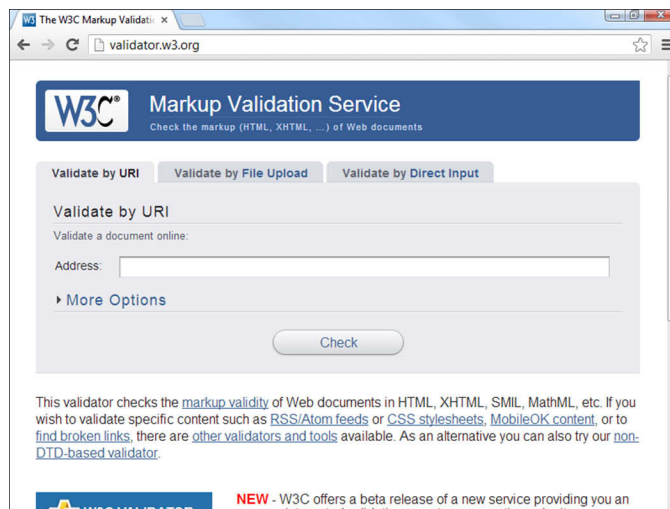 The W3C Markup Validatio
validator.w3.org
W3C®
Markup Validation Service
Check the markup (HTML, XHTML, …) of Web documents
Validate by URI
Validate by File Upload
Validate by Direct Input
Validate by URI
Validate a document online:
Address:
More Options
Check
This validator checks the markup validity of Web documents in HTML, XHTML, SMIL, MathML, etc. If you
wish to validate specific content such as RSS/Atom feeds or CSS stylesheets, MobileOK content, or to
find broken links, there are other validators and tools available. As an alternative you can also try our non-
DTD-based validator.
W3C VALIDATOR
NEW - W3C offers a beta release of a new service providing you an